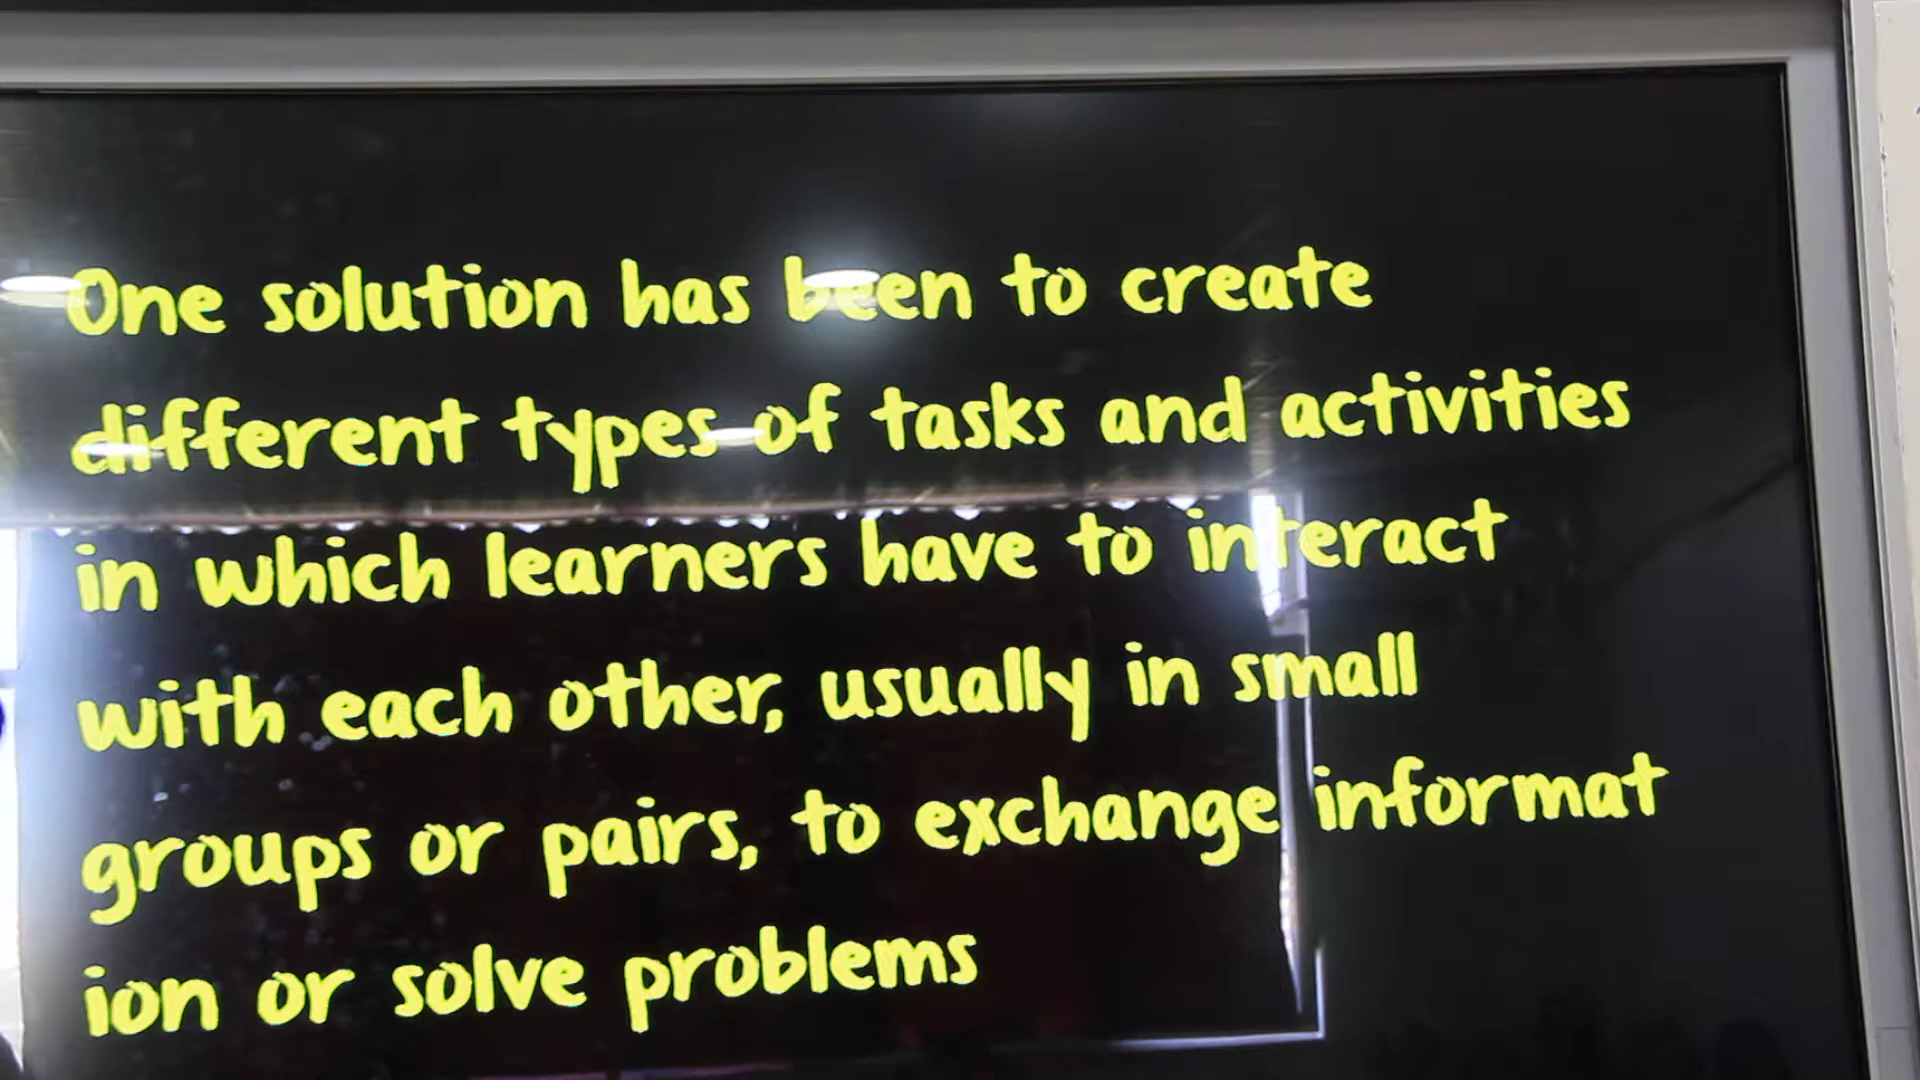 One solution has been to create
different types of tasks and activities
in which learners have to interact
with each other, usually in small
groups or pairs, to exchange informat
ion or solve problems